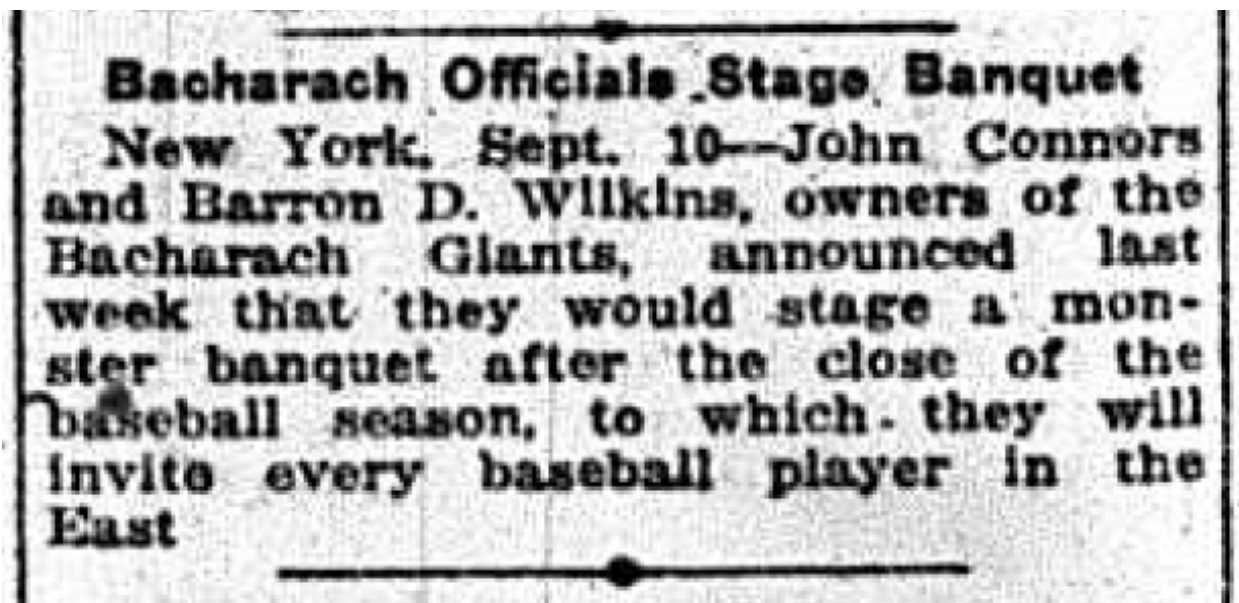 Bacharach Officials Stage Banquet
New York, Sept. 10—John Connors
and Barron D. Wilkins, owners of the
Bacharach Giants, announced last
week that they would stage a mon-
ster banquet after the close of the
baseball season, to which they will
invite every baseball player in the
East